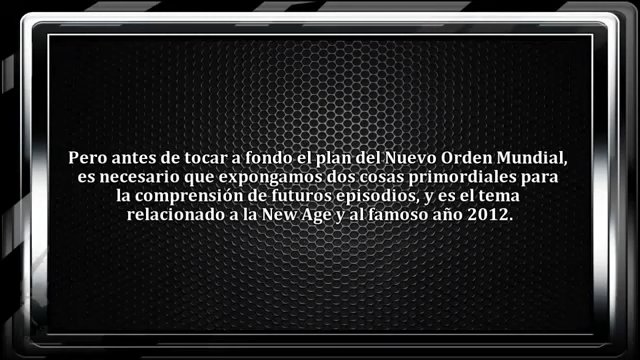 Pero antes de tocar a fondo el plan del Nuevo Orden Mundial,
es necesario que expongamos dos cosas primordiales para
la comprensión de futuros episodios, y es el tema
relacionado a la New Age y al famoso año 2012.